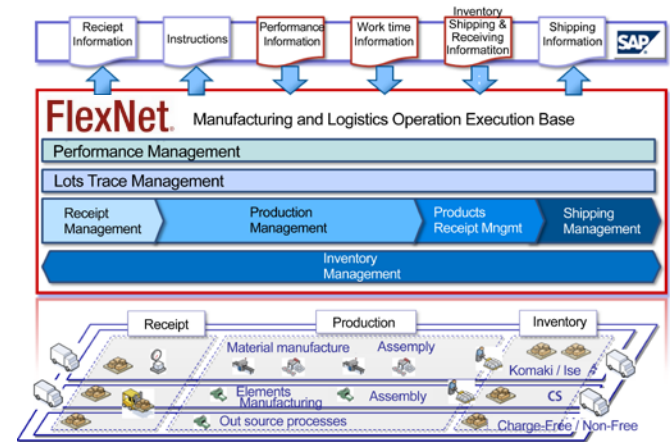 Reciept
Information
Instructions
Performance
Information
Work time
Information
Inventory
Shipping &
Receiving
Informatiton
Shipping
Information
SAP
FlexNet. Manufacturing and Logistics Operation Execution Base
Performance Management
Lots Trace Management
Receipt
Management
Production
Management
Products
Receipt Mngmt
Shipping
Management
Inventory
Management
Receipt
Production
Inventory
Material manufacture
Assemply
Komaki / Ise
Elements
Manufacturing
Assembly
CS
Out source processes
Charge-Free / Non-Free